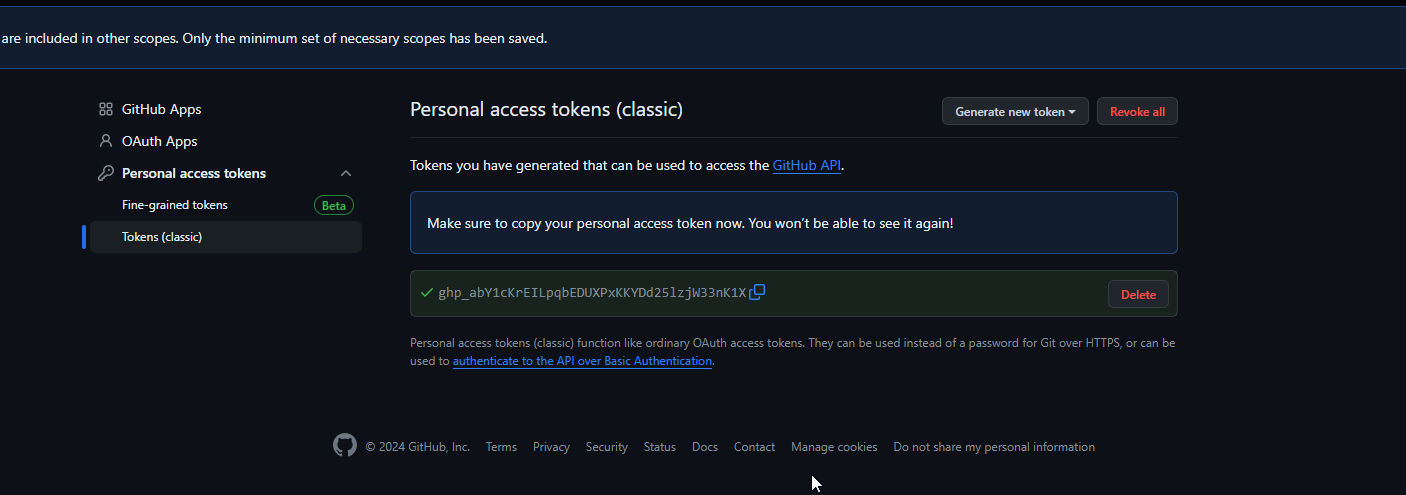 are included in other scopes. Only the minimum set of necessary scopes has been saved.
GitHub Apps
OAuth Apps
Personal access tokens
Fine-grained tokens
Beta
Tokens (classic)
Personal access tokens (classic)
Generate new token
Revoke all
Tokens you have generated that can be used to access the GitHub API.
Make sure to copy your personal access token now. You won’t be able to see it again!
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
Delete
Personal access tokens (classic) function like ordinary OAuth access tokens. They can be used instead of a password for Git over HTTPS, or can be
used to authenticate to the API over Basic Authentication.
© 2024 GitHub, Inc.
Terms
Privacy
Security
Status
Docs
Contact
Manage cookies
Do not share my personal information